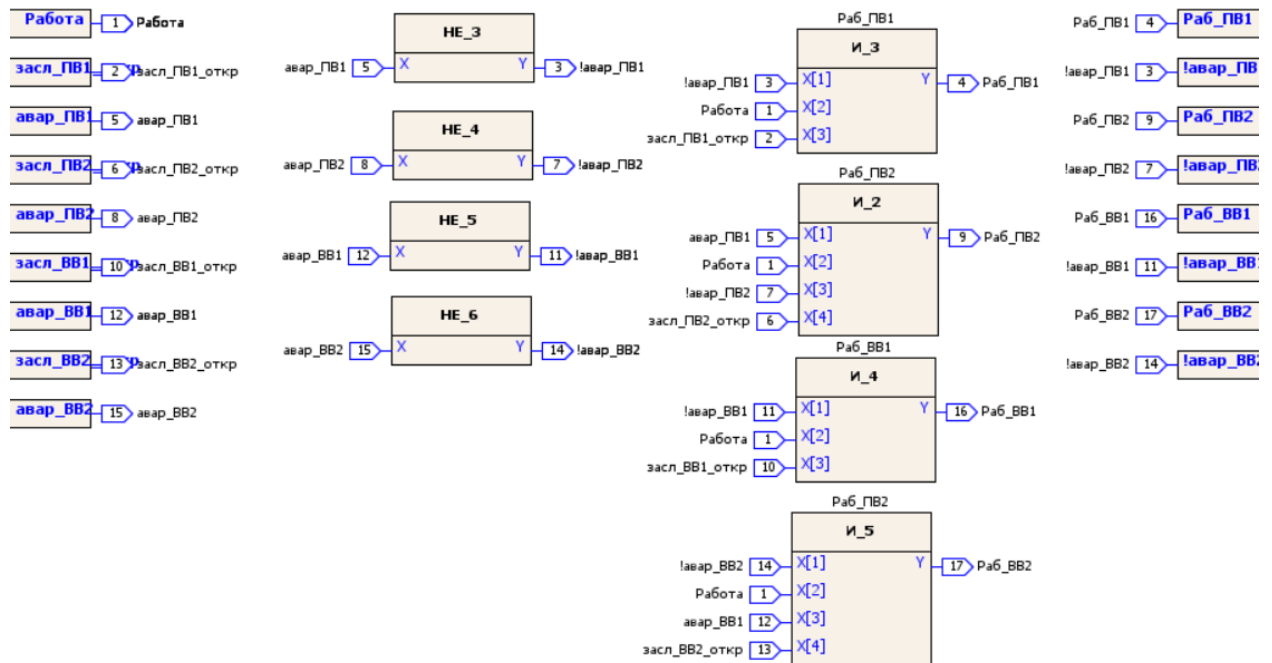 Работа 1 Работа
засл_ПВ1 2 засл_ПВ1_откр
авар_ПВ1 5 авар_ПВ1
засл_ПВ2 6 засл_ПВ2_откр
авар_ПВ2 8 авар_ПВ2
засл_ВВ1 10 засл_ВВ1_откр
авар_ВВ1 12 авар_ВВ1
засл_ВВ2 13 засл_ВВ2_откр
авар_ВВ2 15 авар_ВВ2
НЕ_3
авар_ПВ1 5 X Y 3 !авар_ПВ1
НЕ_4
авар_ПВ2 8 X Y 7 !авар_ПВ2
НЕ_5
авар_ВВ1 12 X Y 11 !авар_ВВ1
НЕ_6
авар_ВВ2 15 X Y 14 !авар_ВВ2
Раб_ПВ1
И_3
!авар_ПВ1 3 X[1] Y 4 Раб_ПВ1
Работа 1 X[2]
засл_ПВ1_откр 2 X[3]
Раб_ПВ2
И_2
авар_ПВ1 5 X[1] Y 9 Раб_ПВ2
Работа 1 X[2]
!авар_ПВ2 7 X[3]
засл_ПВ2_откр 6 X[4]
Раб_ВВ1
И_4
!авар_ВВ1 11 X[1] Y 16 Раб_ВВ1
Работа 1 X[2]
засл_ВВ1_откр 10 X[3]
Раб_ПВ2
И_5
!авар_ВВ2 14 X[1] Y 17 Раб_ВВ2
Работа 1 X[2]
авар_ВВ1 12 X[3]
засл_ВВ2_откр 13 X[4]
Раб_ПВ1 4 Раб_ПВ1
!авар_ПВ1 3 !авар_ПВ
Раб_ПВ2 9 Раб_ПВ2
!авар_ПВ2 7 !авар_ПВ
Раб_ВВ1 16 Раб_ВВ1
!авар_ВВ1 11 !авар_ВВ
Раб_ВВ2 17 Раб_ВВ2
!авар_ВВ2 14 !авар_ВВ